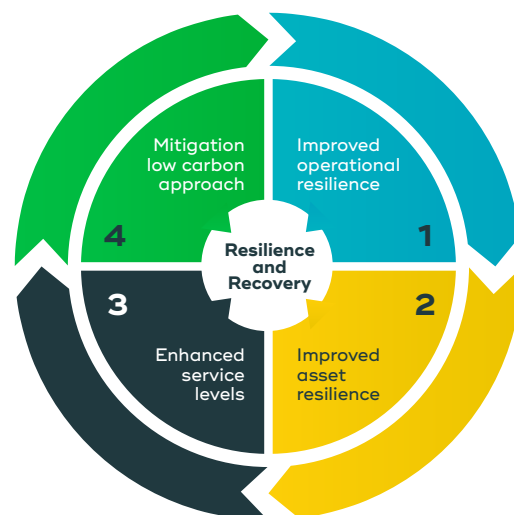 Mitigation
low carbon
approach
4
Improved
operational
resilience
1
Resilience
and
Recovery
3
Enhanced
service
levels
2
Improved
asset
resilience